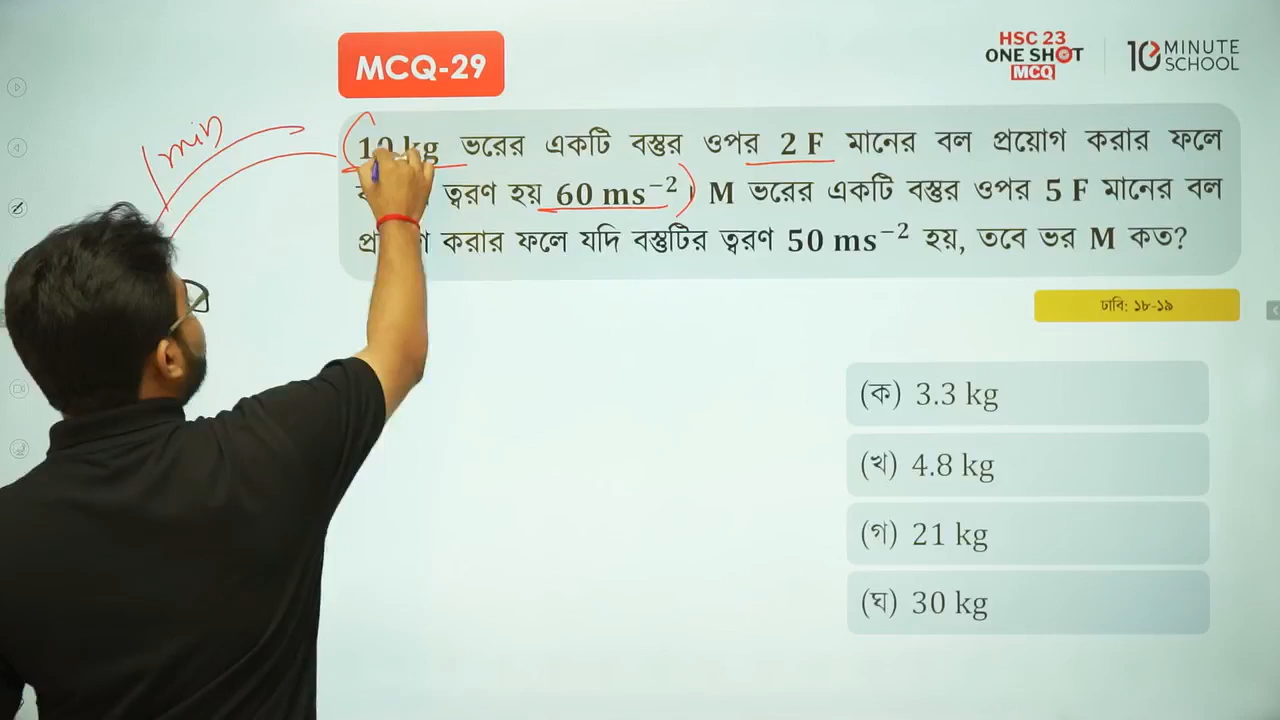 MCQ-29
HSC 23
ONE SHOT
MCQ
10 MINUTE
SCHOOL
min
10 kg ভরের একটি বস্তুর ওপর 2 F মানের বল প্রয়োগ করার ফলে
ত্বরণ হয় 60 ms⁻²। M ভরের একটি বস্তুর ওপর 5 F মানের বল
করার ফলে যদি বস্তুটির ত্বরণ 50 ms⁻² হয়, তবে ভর M কত?
ঢাবি: ১৮-১৯
(ক) 3.3 kg
(খ) 4.8 kg
(গ) 21 kg
(ঘ) 30 kg